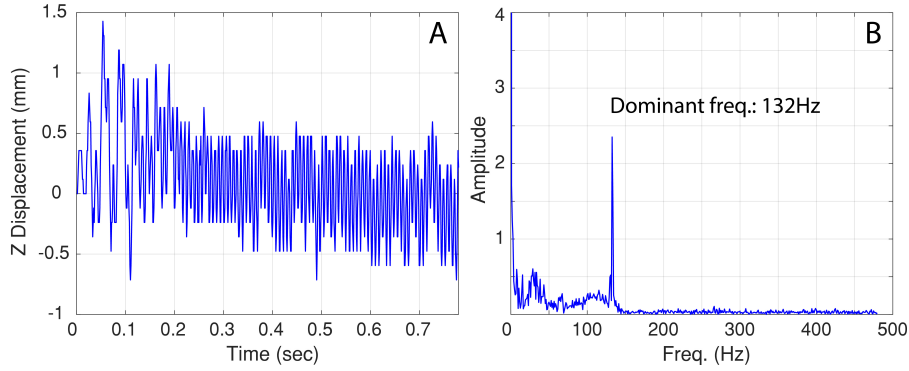 A
1.5
1
0.5
0
-0.5
-1
Z Displacement (mm)
0 0.1 0.2 0.3 0.4 0.5 0.6 0.7
Time (sec)
B
4
3
2
1
Amplitude
Dominant freq.: 132Hz
0 100 200 300 400 500
Freq. (Hz)